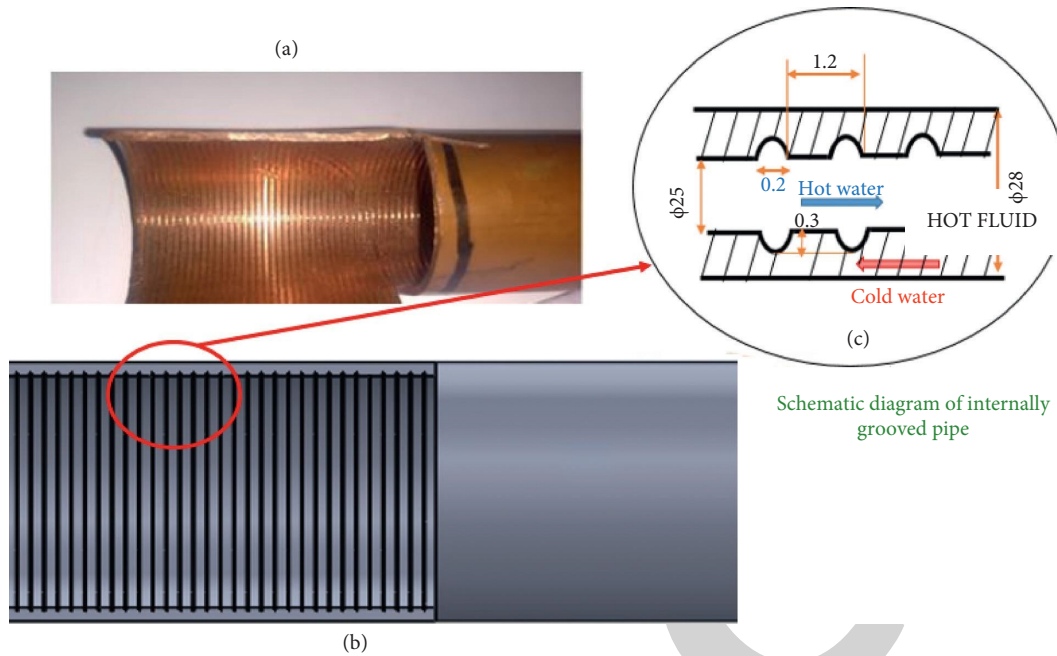 (a)
1.2
0.2
Hot water
ϕ25
ϕ28
0.3
HOT FLUID
Cold water
(c)
Schematic diagram of internally
grooved pipe
(b)